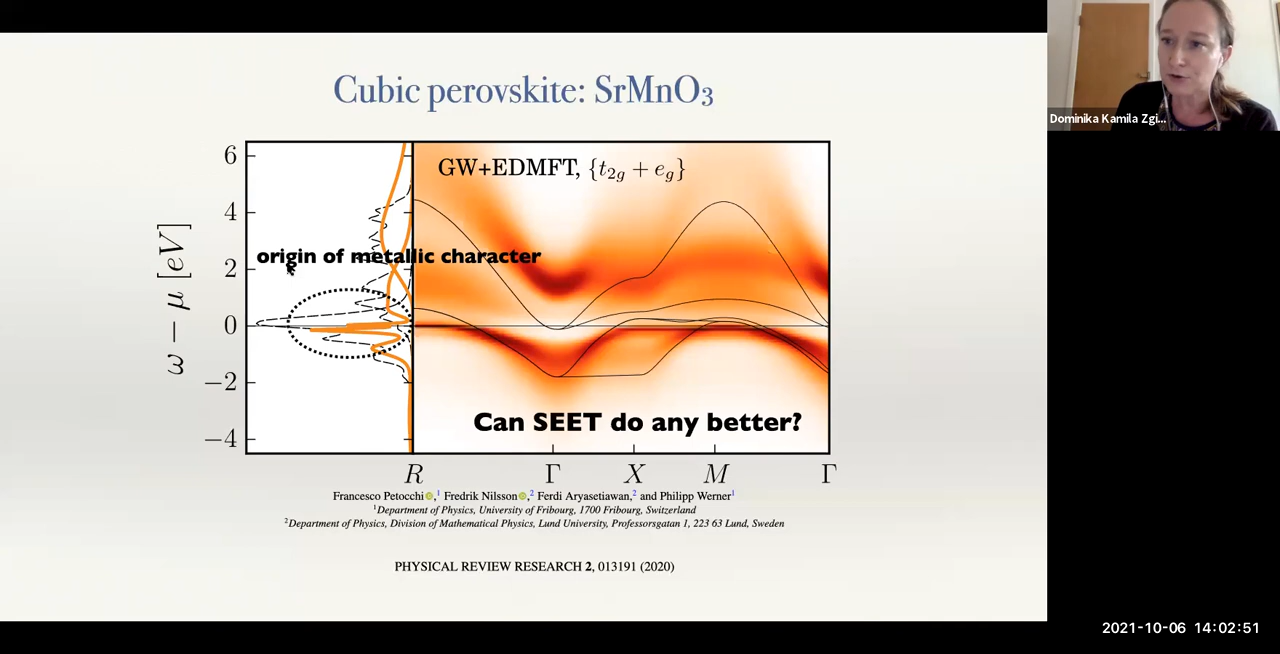 Cubic perovskite: SrMnO₃
Dominika Kamila Zgi...
GW+EDMFT, {t₂g + e_g}
ω − μ [eV]
6
4
2
0
−2
−4
origin of metallic character
Can SEET do any better?
R Γ X M Γ
Francesco Petocchi,¹ Fredrik Nilsson,² Ferdi Aryasetiawan,² and Philipp Werner¹
¹Department of Physics, University of Fribourg, 1700 Fribourg, Switzerland
²Department of Physics, Division of Mathematical Physics, Lund University, Professorsgatan 1, 223 63 Lund, Sweden
PHYSICAL REVIEW RESEARCH 2, 013191 (2020)
2021-10-06 14:02:51